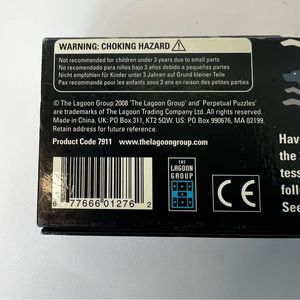 WARNING: CHOKING HAZARD
Not recommended for children under 3 years due to small parts
No recomendado para niños bajo 3 años debido a pequeñas partes
Nicht empfohlen für Kinder unter 3 Jahren auf Grund kleiner Teile
Pas recommandé pour les enfants sous 3 ans en raison de petites parties
© The Lagoon Group 2008 'The Lagoon Group' and' Perpetual Puzzles'
are trademarks of The Lagoon Trading Company Ltd. All rights reserved.
Made in China. UK: PO Box 311, KT2 5QW. US: PO Box 990676, MA 02199.
Retain address for future reference.
Product Code 7911 www.thelagoongroup.com
6 77666 01276 2
THE
LAGOON
GROUP
CE
Hav
the
tess
follo
See